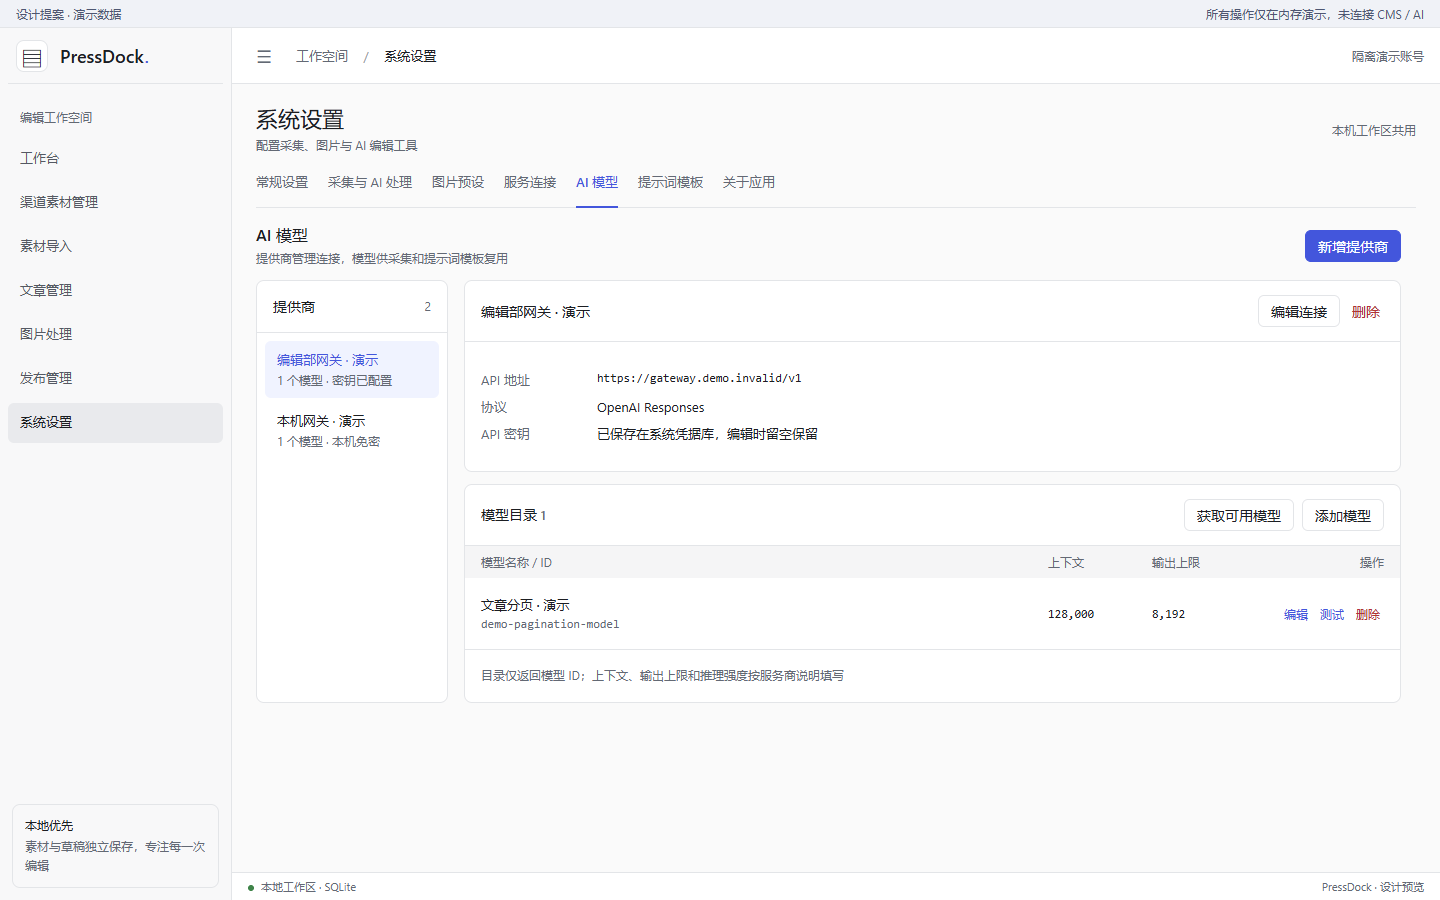 设计提案 · 演示数据
所有操作仅在内存演示，未连接 CMS / AI
PressDock.
工作空间 / 系统设置
隔离演示账号
编辑工作空间
工作台
渠道素材管理
素材导入
文章管理
图片处理
发布管理
系统设置
本地优先
素材与草稿独立保存，专注每一次
编辑
系统设置
配置采集、图片与 AI 编辑工具
本机工作区共用
常规设置 采集与 AI 处理 图片预设 服务连接 AI 模型 提示词模板 关于应用
AI 模型
提供商管理连接，模型供采集和提示词模板复用
新增提供商
提供商 2
编辑部网关 · 演示
1 个模型 · 密钥已配置
本机网关 · 演示
1 个模型 · 本机免密
编辑部网关 · 演示
编辑连接 删除
API 地址 https://gateway.demo.invalid/v1
协议 OpenAI Responses
API 密钥 已保存在系统凭据库，编辑时留空保留
模型目录 1
获取可用模型 添加模型
模型名称 / ID 上下文 输出上限 操作
文章分页 · 演示
demo-pagination-model
128,000 8,192 编辑 测试 删除
目录仅返回模型 ID；上下文、输出上限和推理强度按服务商说明填写
本地工作区 · SQLite
PressDock · 设计预览